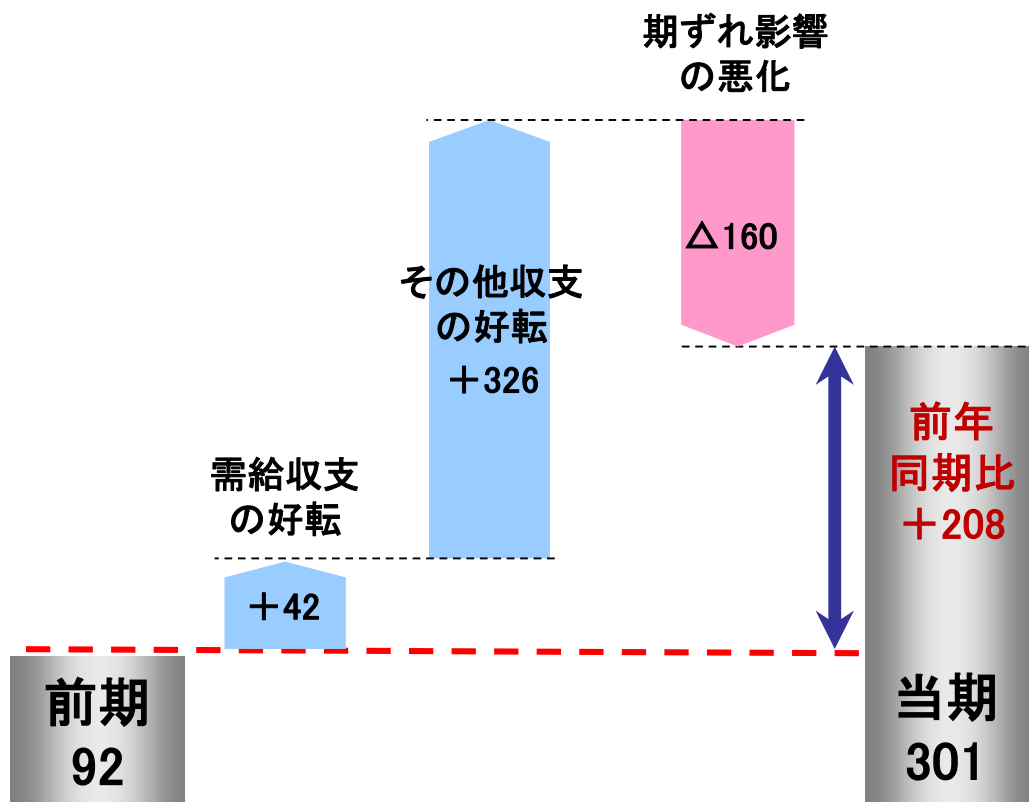 期ずれ影響
の悪化
△160
その他収支
の好転
＋326
前年
同期比
＋208
需給収支
の好転
＋42
前期
92
当期
301